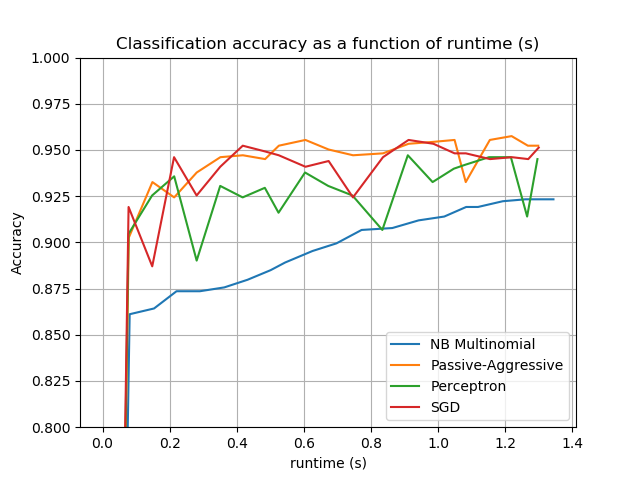 Classification accuracy as a function of runtime (s)
1.000
0.975
0.950
0.925
0.900
0.875
0.850
0.825
0.800
Accuracy
NB Multinomial
Passive-Aggressive
Perceptron
SGD
0.0 0.2 0.4 0.6 0.8 1.0 1.2 1.4
runtime (s)